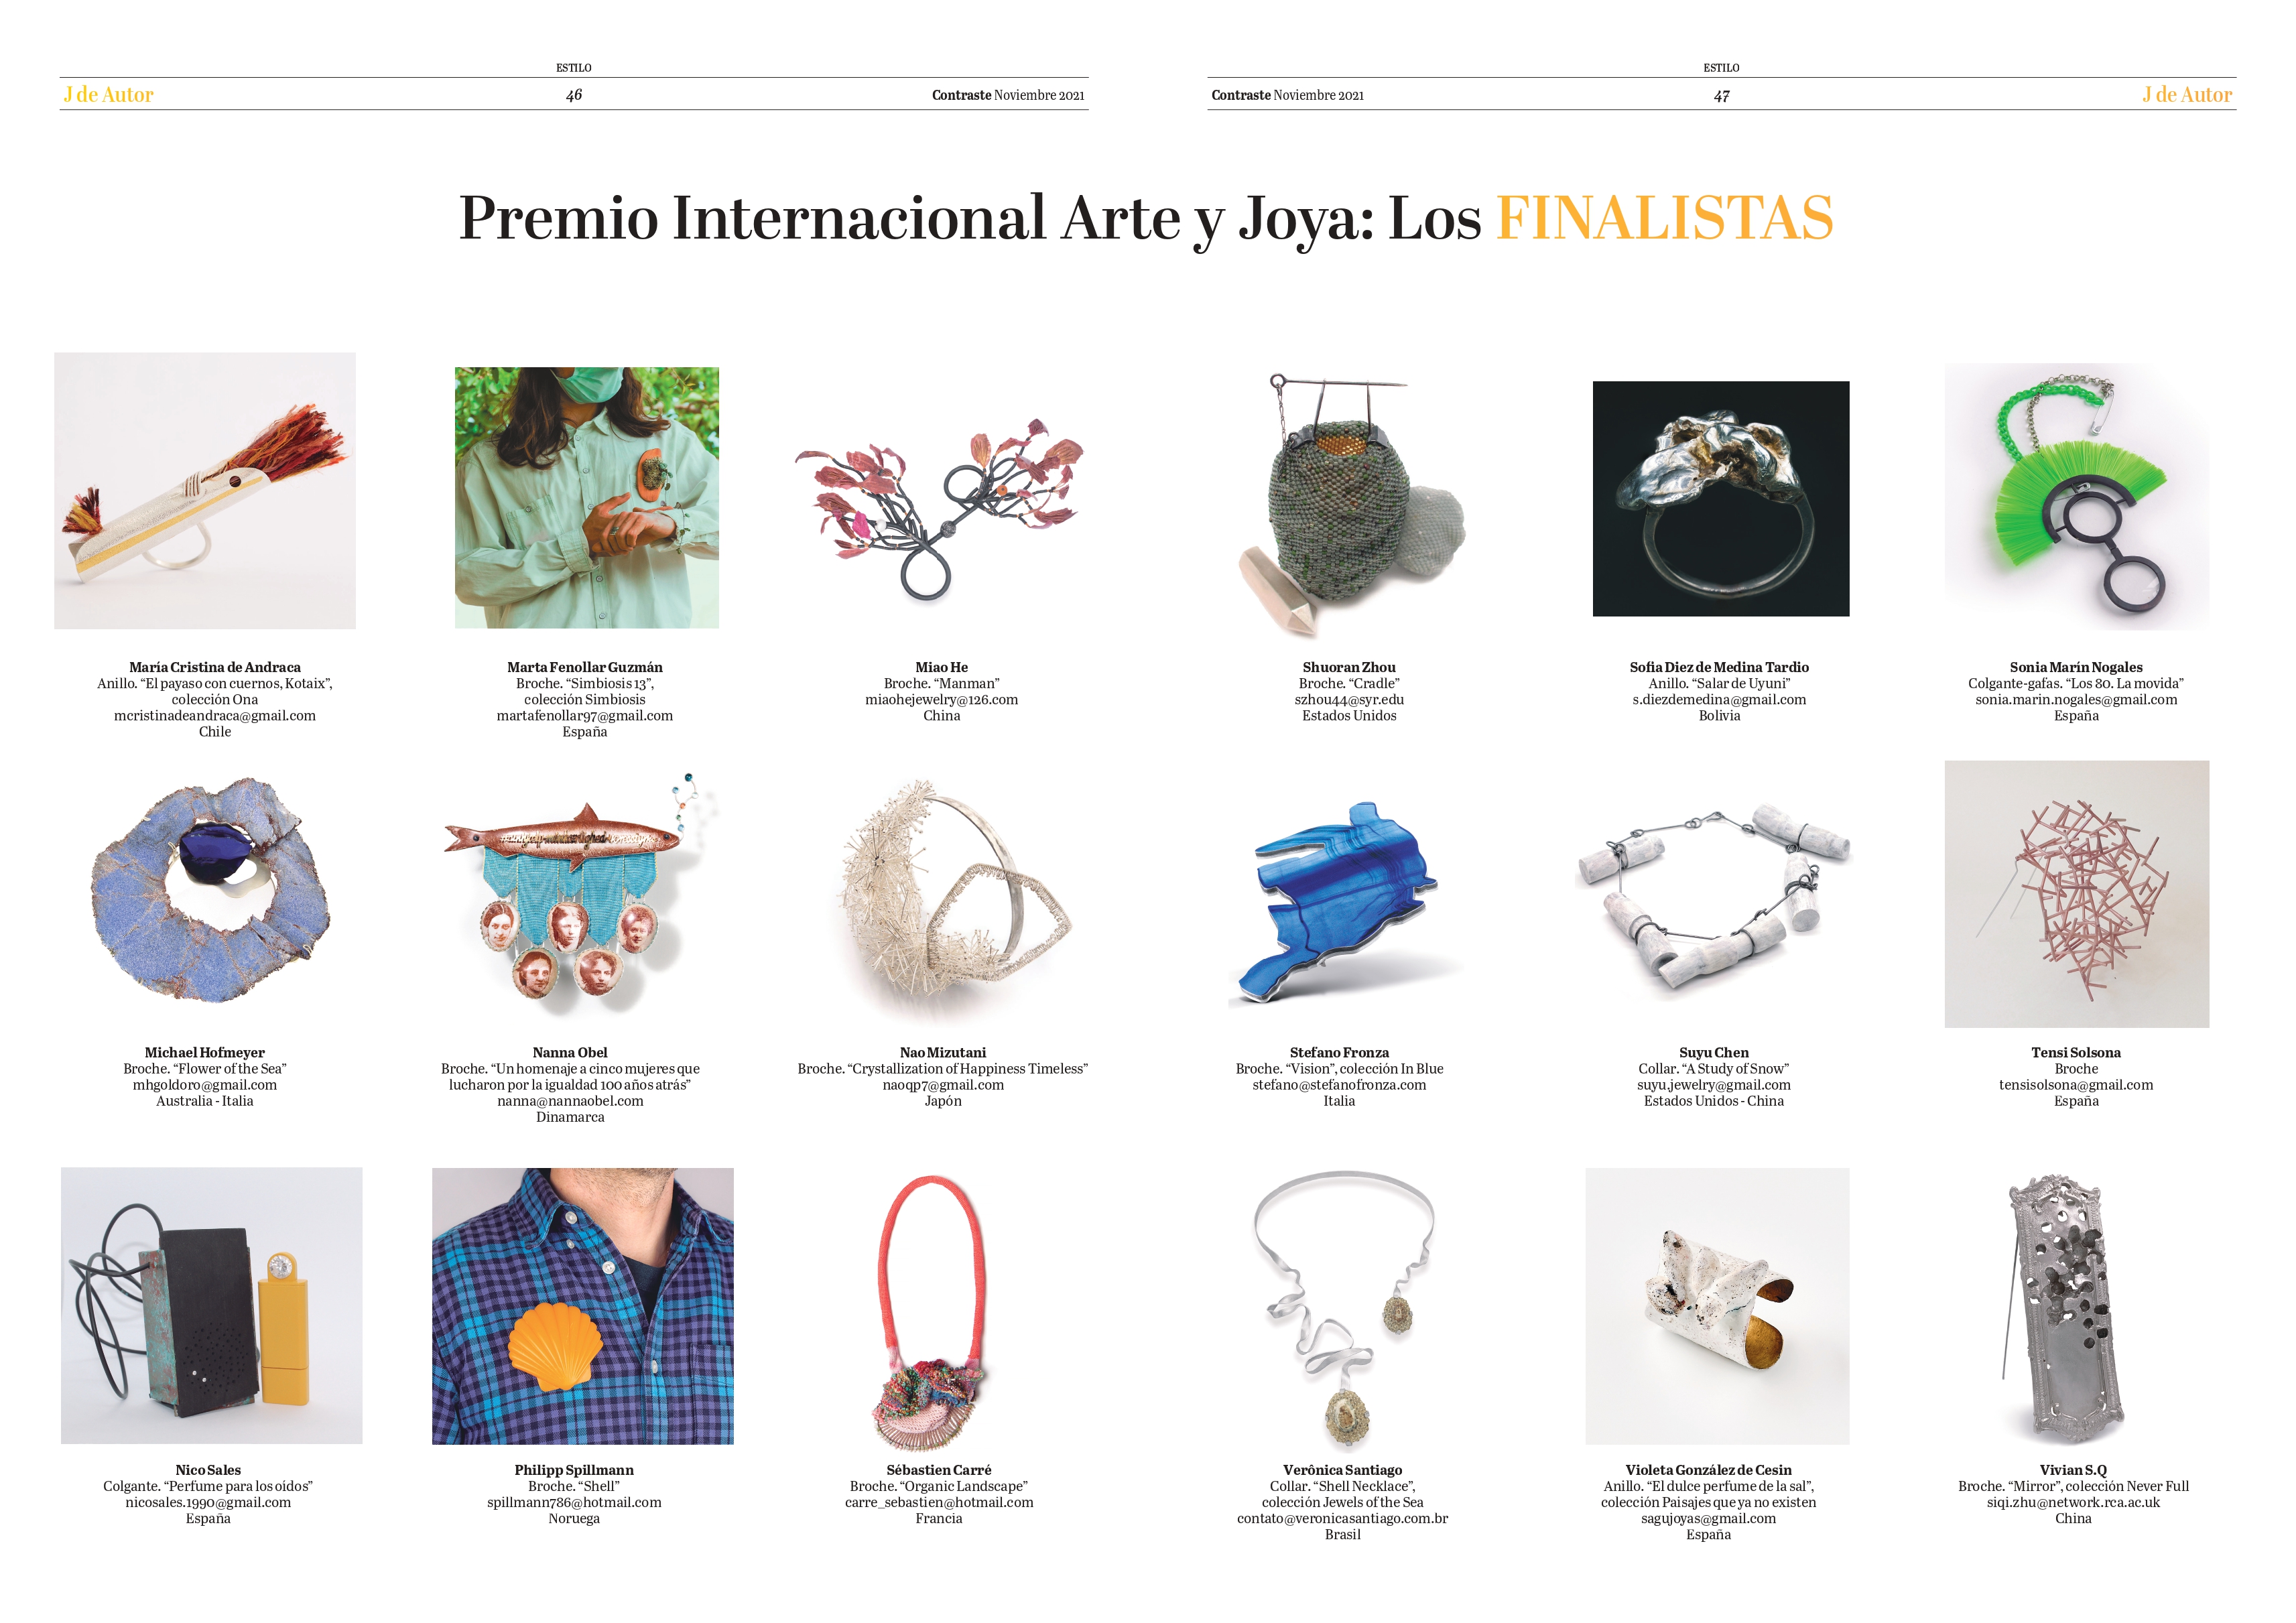 ESTILO
J de Autor
46
Contraste Noviembre 2021
ESTILO
Contraste Noviembre 2021
47
J de Autor
Premio Internacional Arte y Joya: Los FINALISTAS
María Cristina de Andraca
Anillo. “El payaso con cuernos, Kotaix”,
colección Ona
mcristinadeandraca@gmail.com
Chile
Marta Fenollar Guzmán
Broche. “Simbiosis 13”,
colección Simbiosis
martafenollar97@gmail.com
España
Miao He
Broche. “Manman”
miaohejewelry@126.com
China
Shuoran Zhou
Broche. “Cradle”
szhou44@syr.edu
Estados Unidos
Sofia Diez de Medina Tardio
Anillo. “Salar de Uyuni”
s.diezdemedina@gmail.com
Bolivia
Sonia Marín Nogales
Colgante-gafas. “Los 80. La movida”
sonia.marin.nogales@gmail.com
España
Michael Hofmeyer
Broche. “Flower of the Sea”
mhgoldoro@gmail.com
Australia - Italia
Nanna Obel
Broche. “Un homenaje a cinco mujeres que
lucharon por la igualdad 100 años atrás”
nanna@nannaobel.com
Dinamarca
Nao Mizutani
Broche. “Crystallization of Happiness Timeless”
naoqp7@gmail.com
Japón
Stefano Fronza
Broche. “Vision”, colección In Blue
stefano@stefanofronza.com
Italia
Suyu Chen
Collar. “A Study of Snow”
suyu.jewelry@gmail.com
Estados Unidos - China
Tensi Solsona
Broche
tensisolsona@gmail.com
España
Nico Sales
Colgante. “Perfume para los oídos”
nicosales.1990@gmail.com
España
Philipp Spillmann
Broche. “Shell”
spillmann786@hotmail.com
Noruega
Sébastien Carré
Broche. “Organic Landscape”
carre_sebastien@hotmail.com
Francia
Verônica Santiago
Collar. “Shell Necklace”,
colección Jewels of the Sea
contato@veronicasantiago.com.br
Brasil
Violeta González de Cesin
Anillo. “El dulce perfume de la sal”,
colección Paisajes que ya no existen
sagujoyas@gmail.com
España
Vivian S.Q
Broche. “Mirror”, colección Never Full
siqi.zhu@network.rca.ac.uk
China